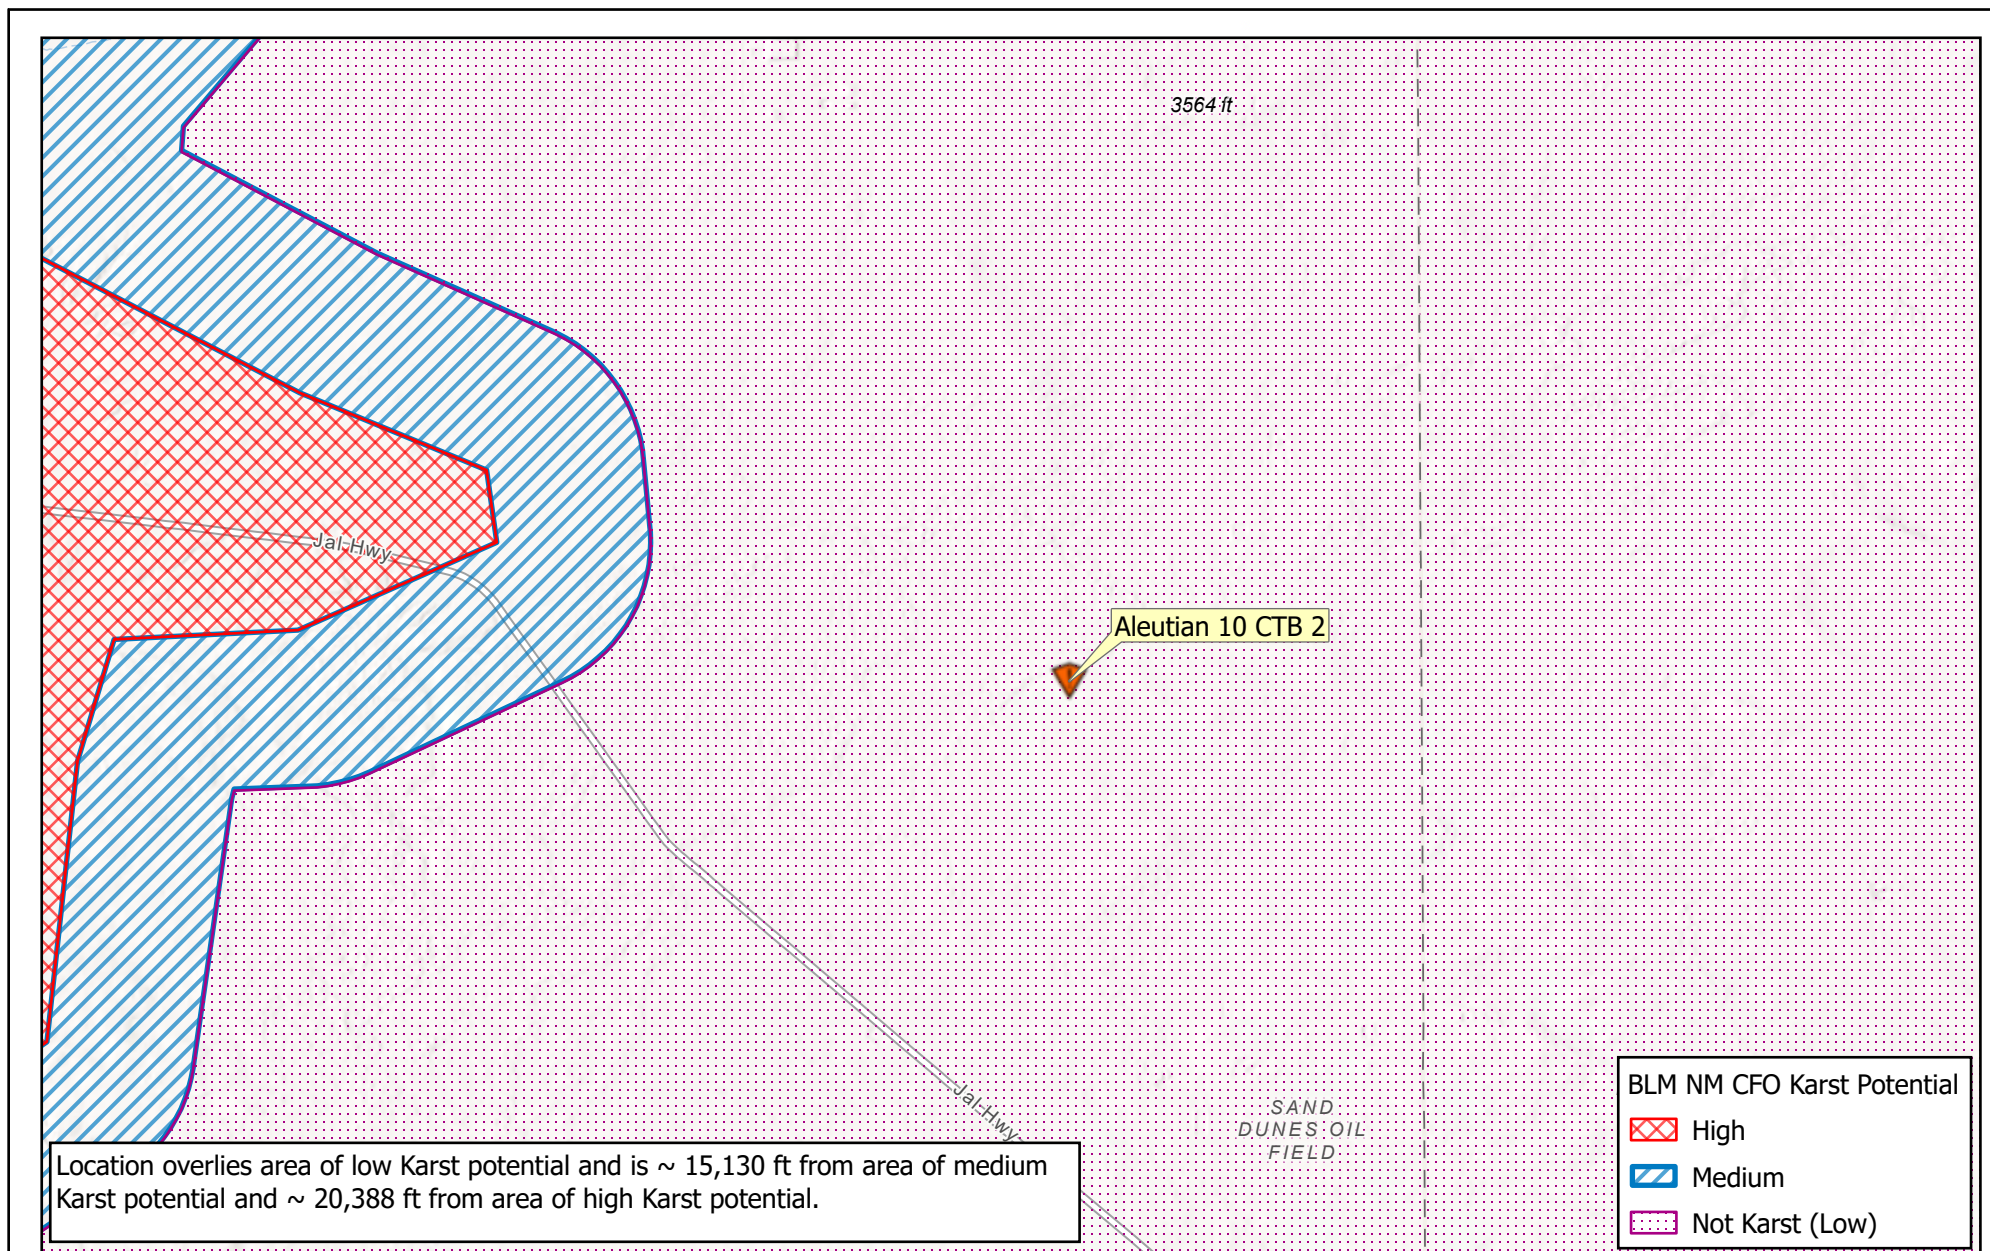 3564 ft
Jal Hwy
Aleutian 10 CTB 2
Jal Hwy
SAND
DUNES OIL
FIELD
Location overlies area of low Karst potential and is ~ 15,130 ft from area of medium
Karst potential and ~ 20,388 ft from area of high Karst potential.
BLM NM CFO Karst Potential
High
Medium
Not Karst (Low)